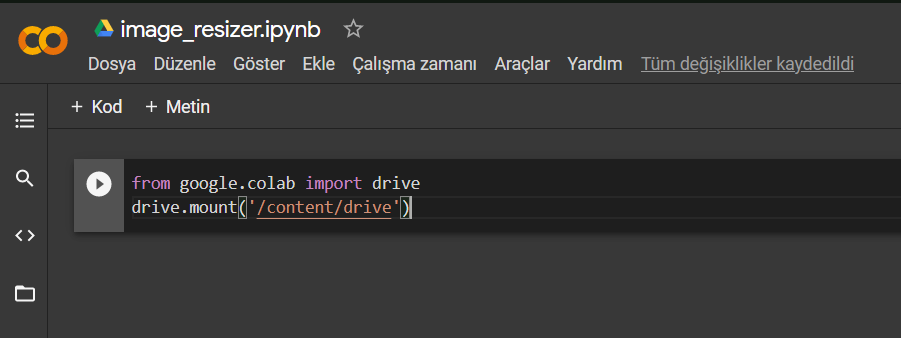 image_resizer.ipynb
Dosya Düzenle Göster Ekle Çalışma zamanı Araçlar Yardım Tüm değişiklikler kaydedildi
+ Kod + Metin
from google.colab import drive
drive.mount('/content/drive')